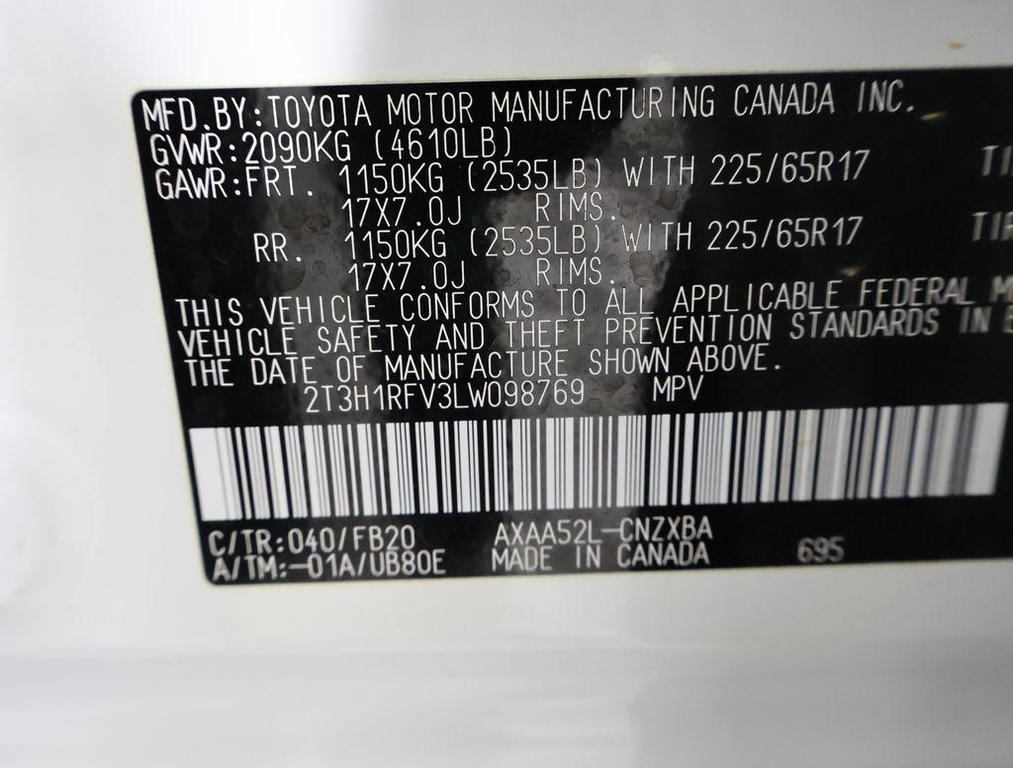 MFD.BY:TOYOTA MOTOR MANUFACTURING CANADA INC.
GVWR:2090KG (4610LB)
GAWR:FRT. 1150KG (2535LB) WITH 225/65R17
17X7.0J RIMS.
RR. 1150KG (2535LB) WITH 225/65R17
17X7.0J RIMS.
THIS VEHICLE CONFORMS TO ALL APPLICABLE FEDERAL
VEHICLE SAFETY AND THEFT PREVENTION STANDARDS IN
THE DATE OF MANUFACTURE SHOWN ABOVE.
2T3H1RFV3LW098769 MPV
C/TR:040/FB20 AXAA52L-CNZXBA
A/TM:-01A/UB80E MADE IN CANADA 695